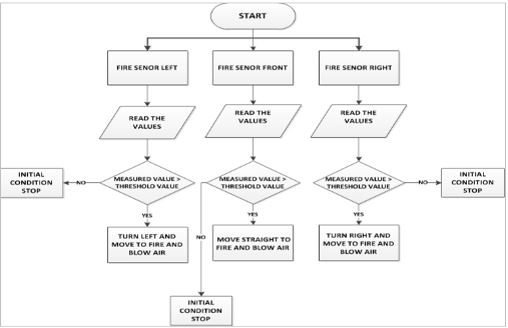 START
FIRE SENOR LEFT
FIRE SENOR FRONT
FIRE SENOR RIGHT
READ THE
VALUES
READ THE
VALUES
READ THE
VALUES
INITIAL
CONDITION
STOP
NO
MEASURED VALUE >
THRESHOLD VALUE
MEASURED VALUE >
THRESHOLD VALUE
MEASURED VALUE >
THRESHOLD VALUE
NO
INITIAL
CONDITION
STOP
YES
YES
YES
TURN LEFT AND
MOVE TO FIRE AND
BLOW AIR
NO
MOVE STRAIGHT TO
FIRE AND BLOW AIR
TURN RIGHT AND
MOVE TO FIRE AND
BLOW AIR
INITIAL
CONDITION
STOP